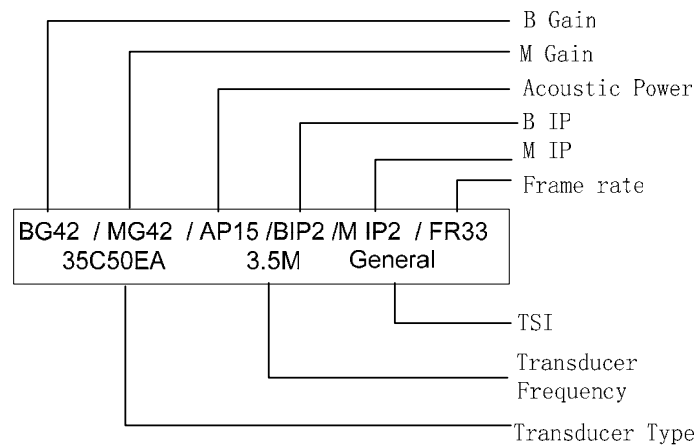 B Gain
M Gain
Acoustic Power
B IP
M IP
Frame rate
BG42 / MG42 / AP15 /BIP2 /M IP2 / FR33
35C50EA 3.5M General
TSI
Transducer
Frequency
Transducer Type